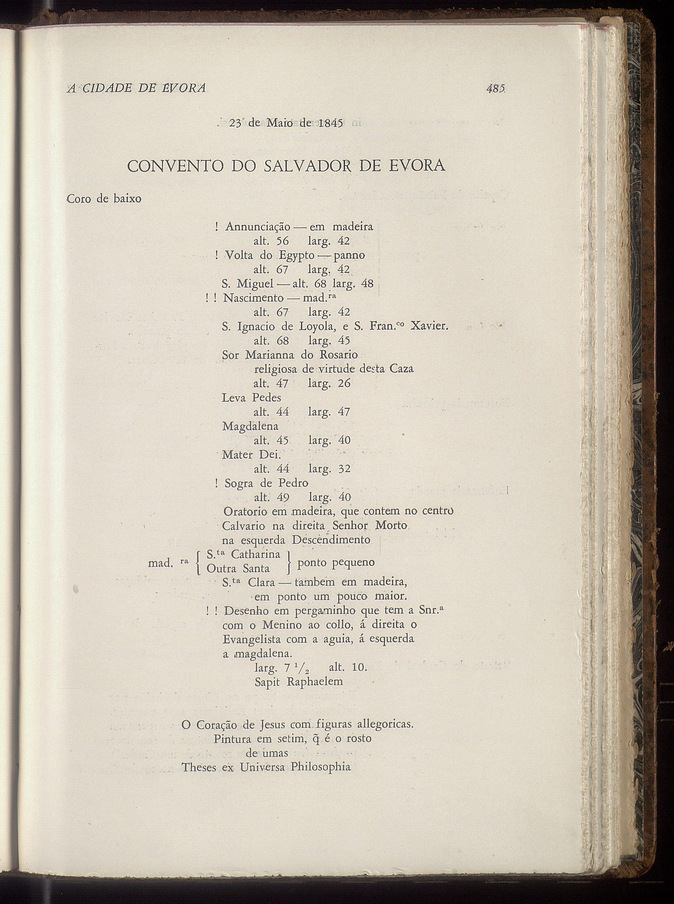 A CIDADE DE ÉVORA 485
23 de Maio de 1845
CONVENTO DO SALVADOR DE EVORA
Coro de baixo
! Annunciação — em madeira
alt. 56 larg. 42
! Volta do Egypto — panno
alt. 67 larg. 42
S. Miguel — alt. 68 larg. 48
! ! Nascimento — mad.ra
alt. 67 larg. 42
S. Ignacio de Loyola, e S. Fran.co Xavier.
alt. 68 larg. 45
Sor Marianna do Rosario
religiosa de virtude desta Caza
alt. 47 larg. 26
Leva Pedes
alt. 44 larg. 47
Magdalena
alt. 45 larg. 40
Mater Dei.
alt. 44 larg. 32
! Sogra de Pedro
alt. 49 larg. 40
Oratorio em madeira, que contem no centro
Calvario na direita Senhor Morto
na esquerda Descendimento
mad. ra { S.ta Catharina
Outra Santa } ponto pequeno
S.ta Clara — tambem em madeira,
em ponto um pouco maior.
! ! Desenho em pergaminho que tem a Snr.a
com o Menino ao collo, á direita o
Evangelista com a aguia, á esquerda
a magdalena.
larg. 7 1/2 alt. 10.
Sapit Raphaelem
O Coração de Jesus com figuras allegoricas.
Pintura em setim, q̃ é o rosto
de umas
Theses ex Universa Philosophia